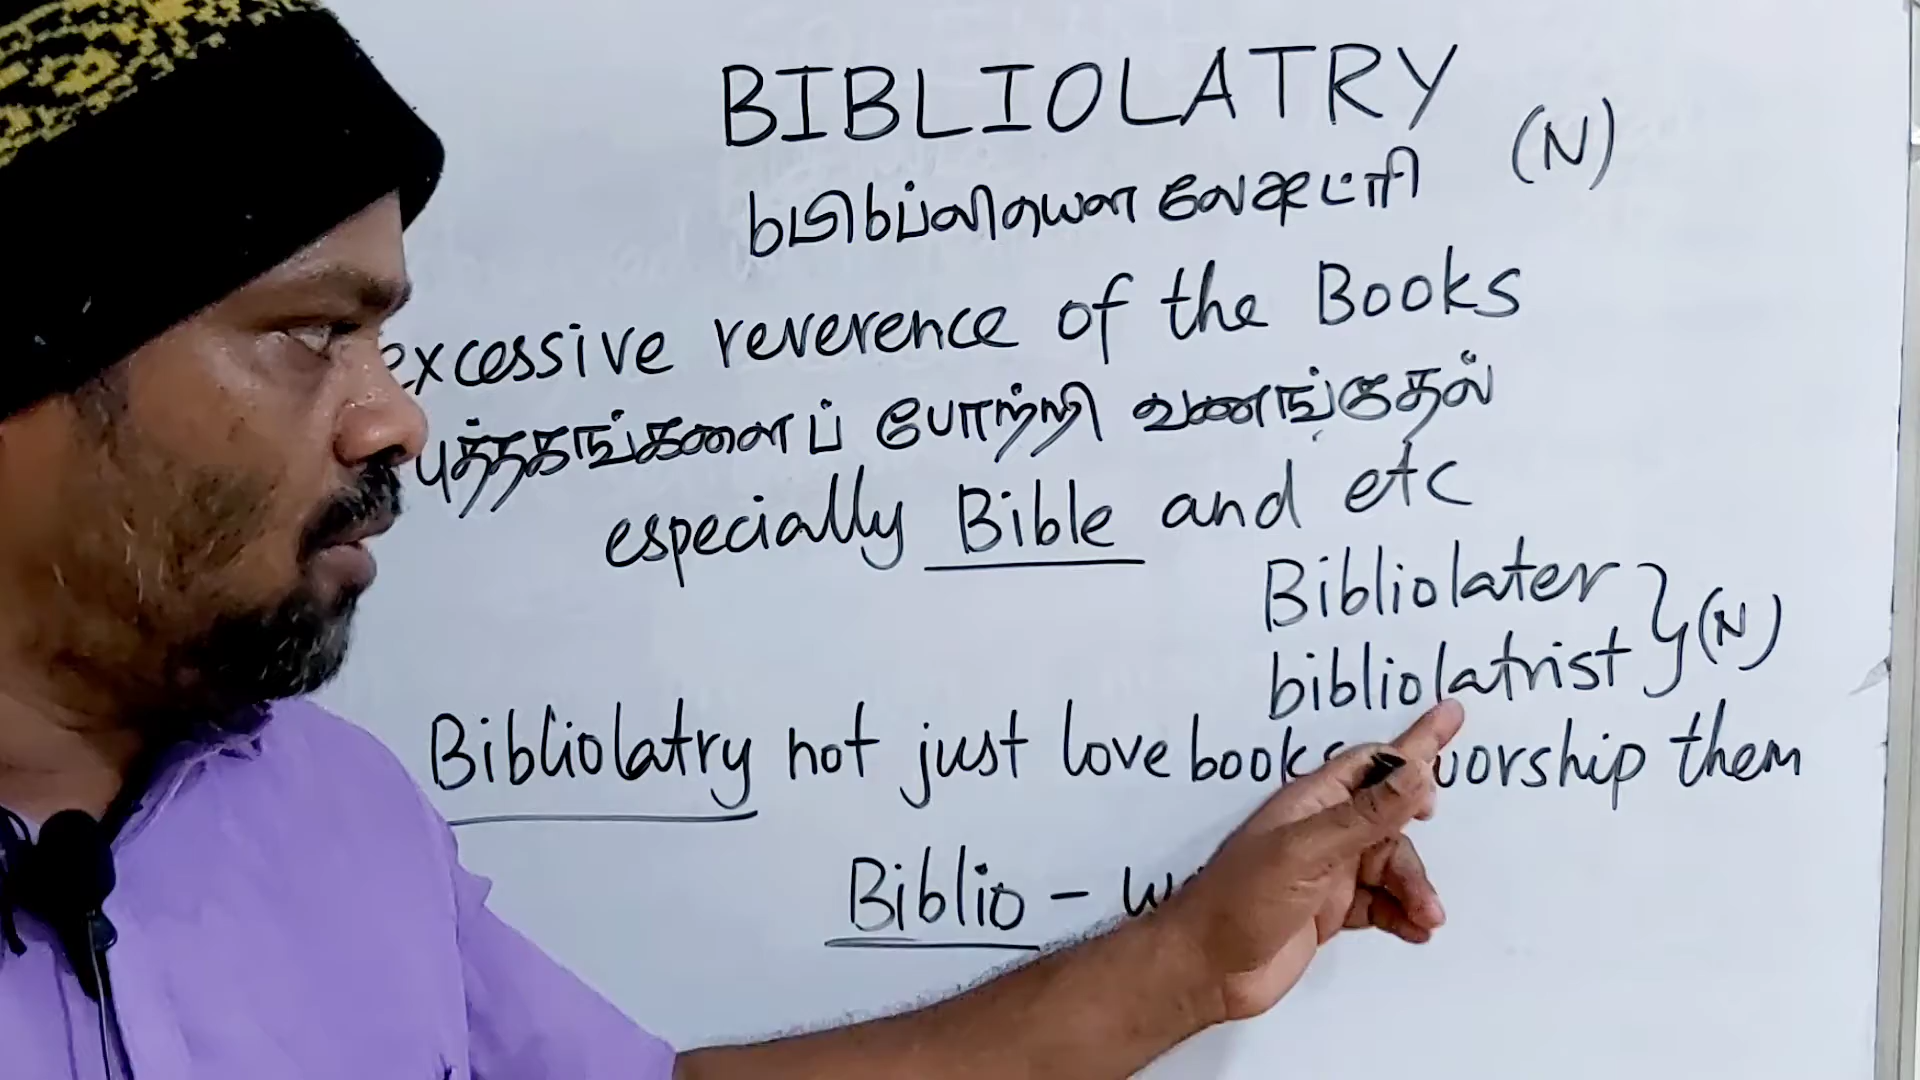 BIBLIOLATRY
(N)
excessive reverence of the Books
புத்தகங்களைப் போற்றி வணங்குதல்
especially Bible and etc
Bibliolater
bibliolatrist } (N)
Bibliolatry not just love books worship them
Biblio -